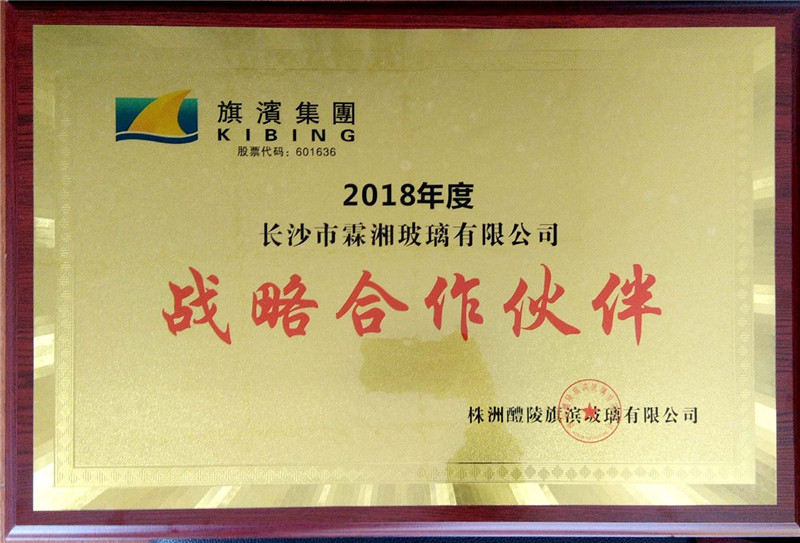 旗濱集團
KIBING
股票代码：601636
2018年度
长沙市霖湘玻璃有限公司
战略合作伙伴
株洲醴陵旗滨玻璃有限公司